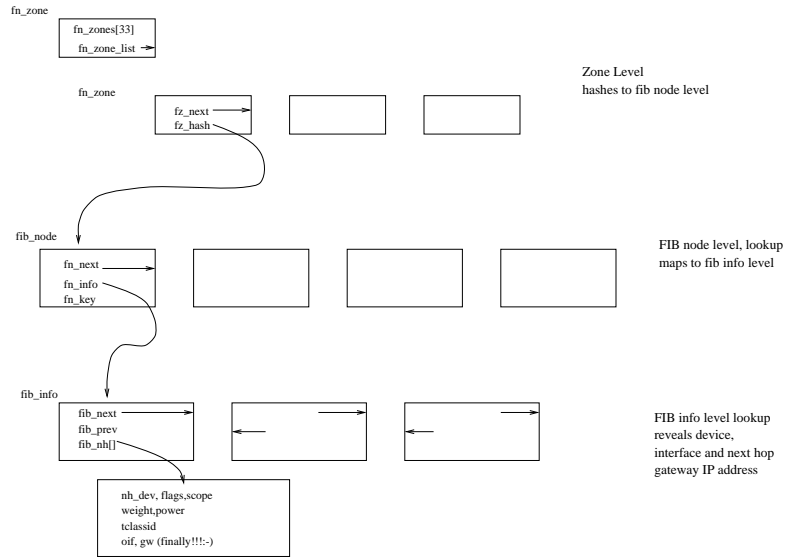 fn_zone
fn_zones[33]
fn_zone_list
Zone Level
hashes to fib node level
fn_zone
fz_next
fz_hash
fib_node
fn_next
fn_info
fn_key
FIB node level, lookup
maps to fib info level
fib_info
fib_next
fib_prev
fib_nh[]
FIB info level lookup
reveals device,
interface and next hop
gateway IP address
nh_dev, flags,scope
weight,power
tclassid
oif, gw (finally!!!:-)